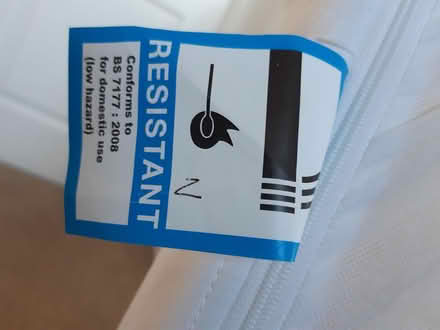 RESISTANT
Conforms to
BS 7177 : 2008
for domestic use
(low hazard)